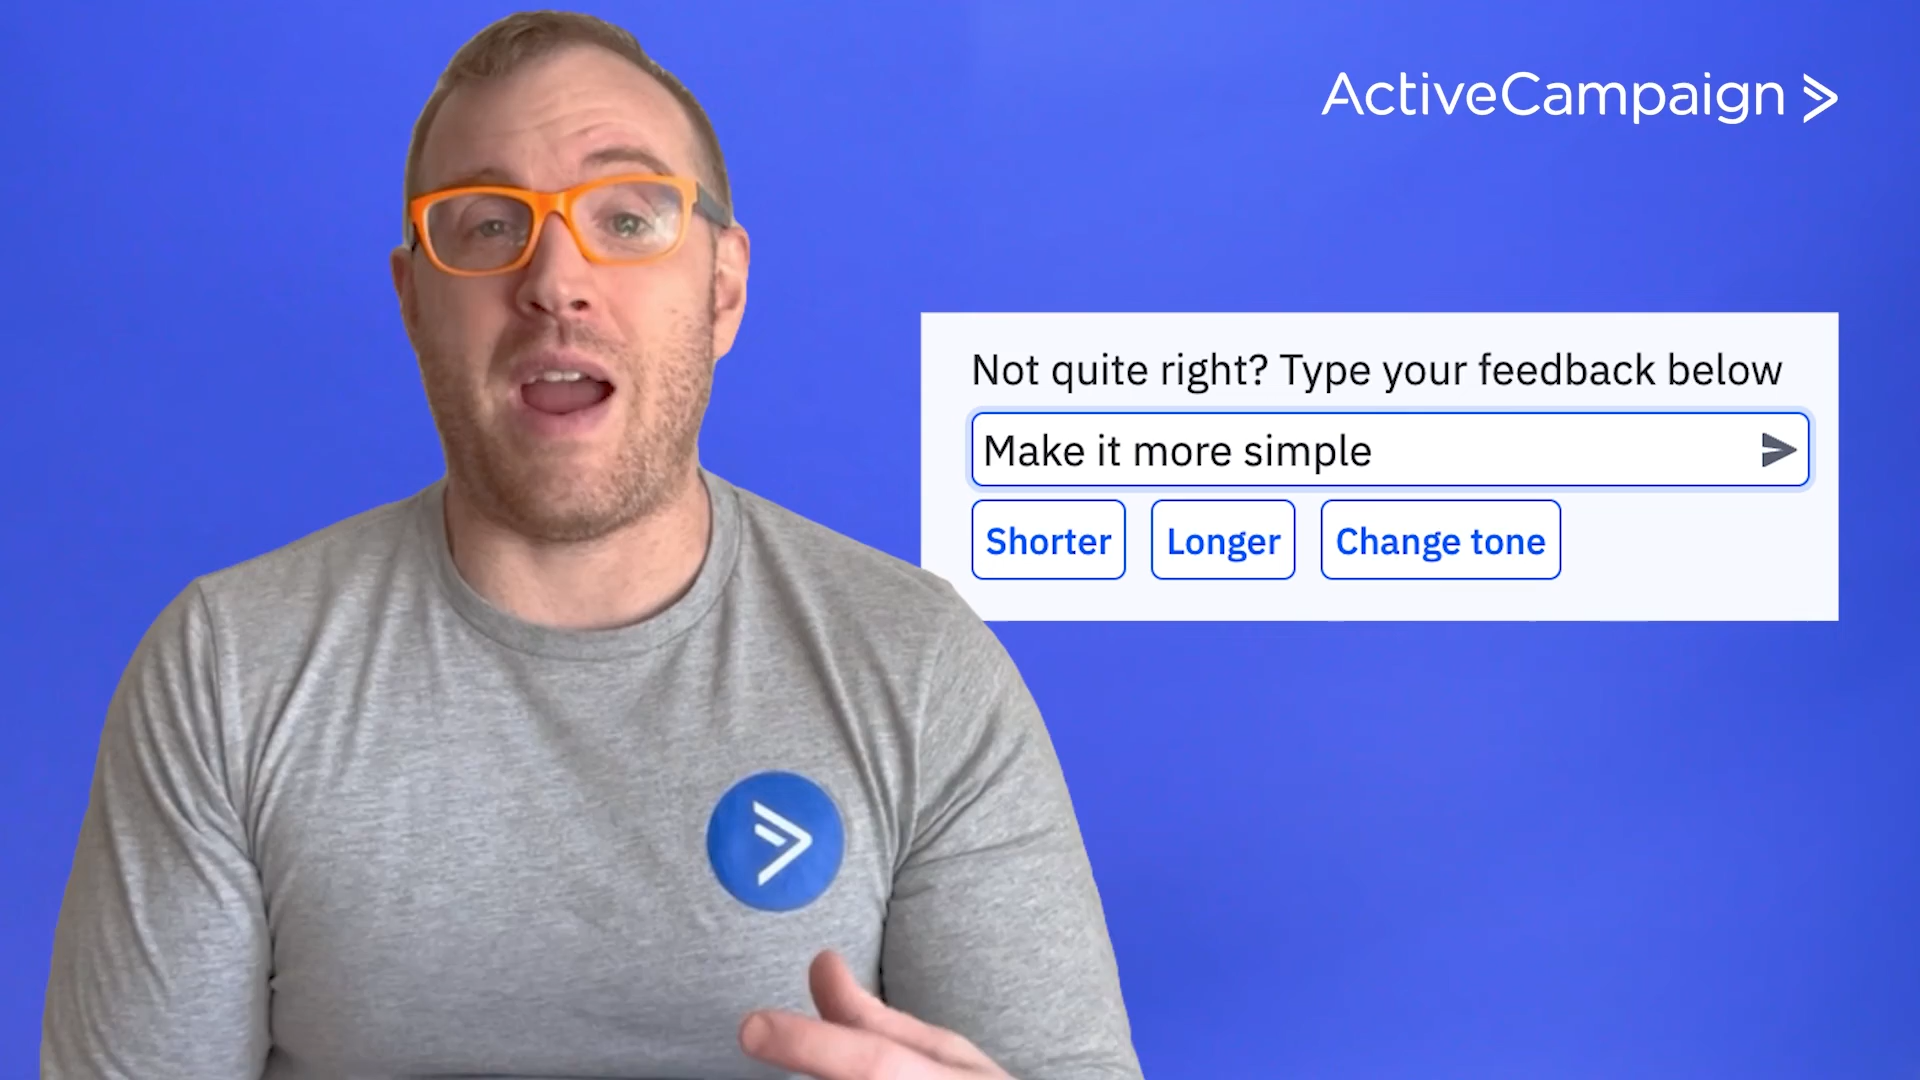 ActiveCampaign
Not quite right? Type your feedback below
Make it more simple
Shorter Longer Change tone